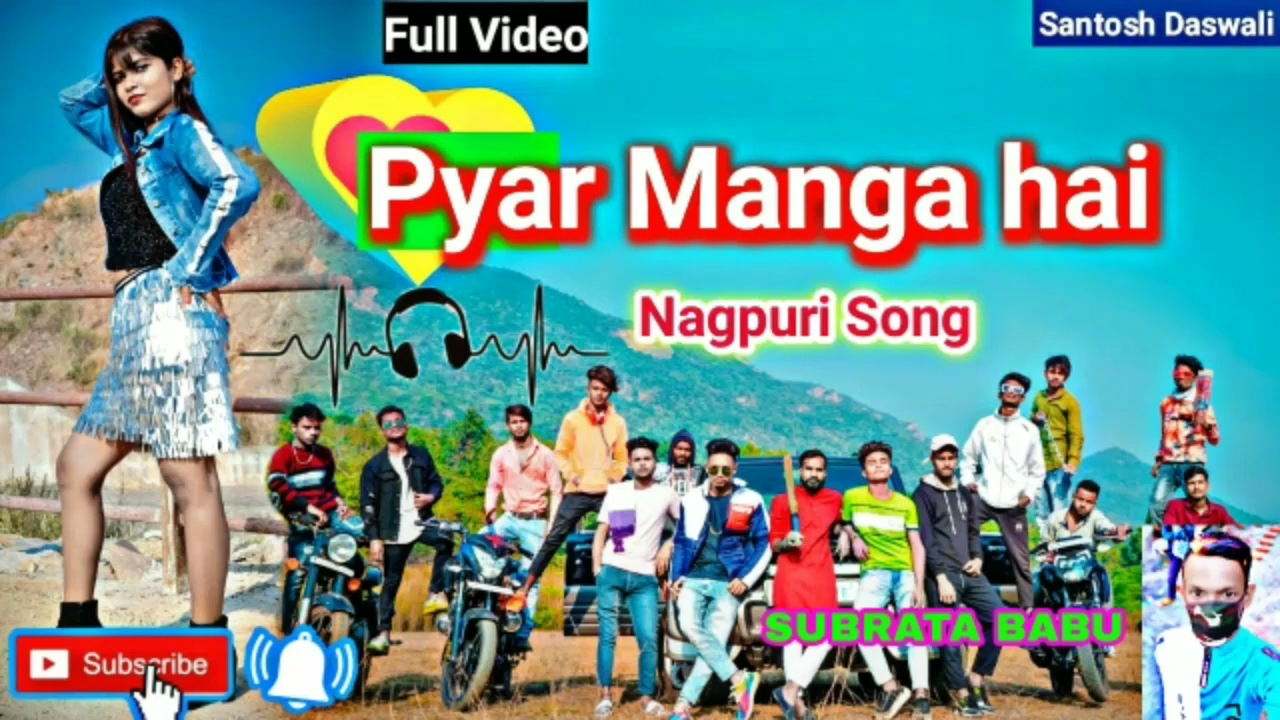 Full Video
Santosh Daswali
Pyar Manga hai
Nagpuri Song
SUBRATA BABU
Subscribe